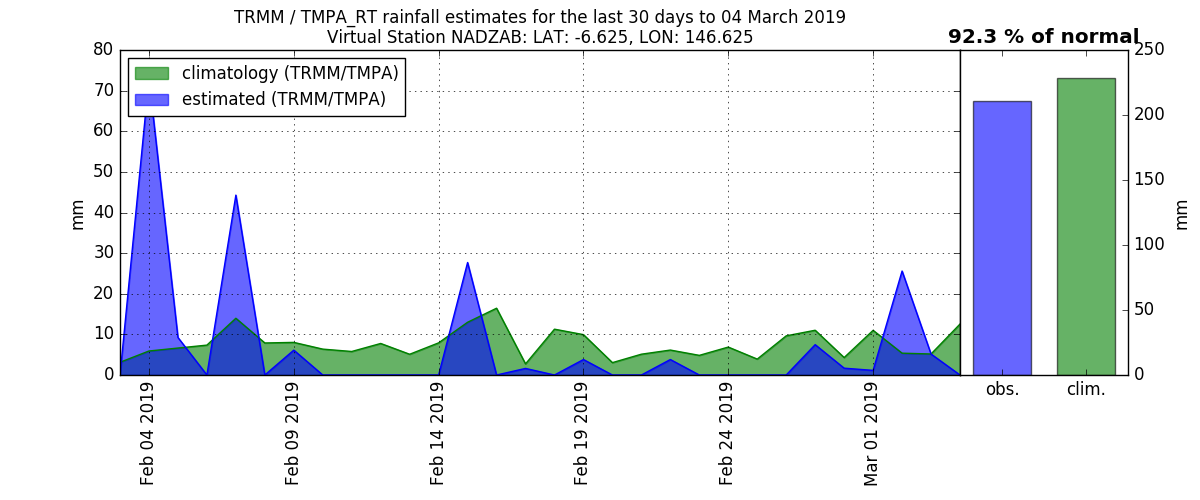 TRMM / TMPA_RT rainfall estimates for the last 30 days to 04 March 2019
Virtual Station NADZAB: LAT: -6.625, LON: 146.625
92.3 % of normal
climatology (TRMM/TMPA)
estimated (TRMM/TMPA)
80
70
60
50
40
30
20
10
0
mm
Feb 04 2019
Feb 09 2019
Feb 14 2019
Feb 19 2019
Feb 24 2019
Mar 01 2019
250
200
150
100
50
0
mm
obs.
clim.